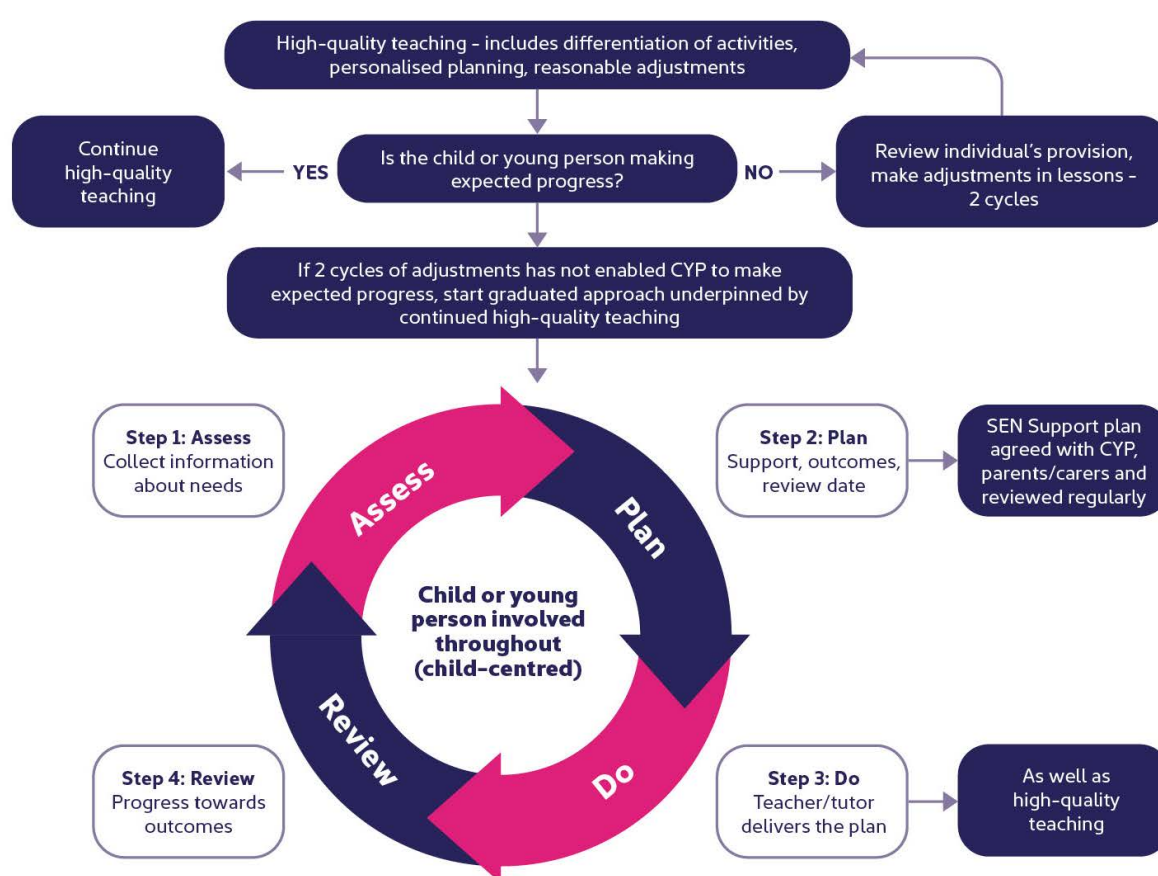 High-quality teaching - includes differentiation of activities,
personalised planning, reasonable adjustments
Continue
high-quality
teaching
YES
Is the child or young person making
expected progress?
NO
Review individual's provision,
make adjustments in lessons -
2 cycles
If 2 cycles of adjustments has not enabled CYP to make
expected progress, start graduated approach underpinned by
continued high-quality teaching
Step 1: Assess
Collect information
about needs
Step 2: Plan
Support, outcomes,
review date
SEN Support plan
agreed with CYP,
parents/carers and
reviewed regularly
Assess
Plan
Child or young
person involved
throughout
(child-centred)
Review
Do
Step 4: Review
Progress towards
outcomes
Step 3: Do
Teacher/tutor
delivers the plan
As well as
high-quality
teaching